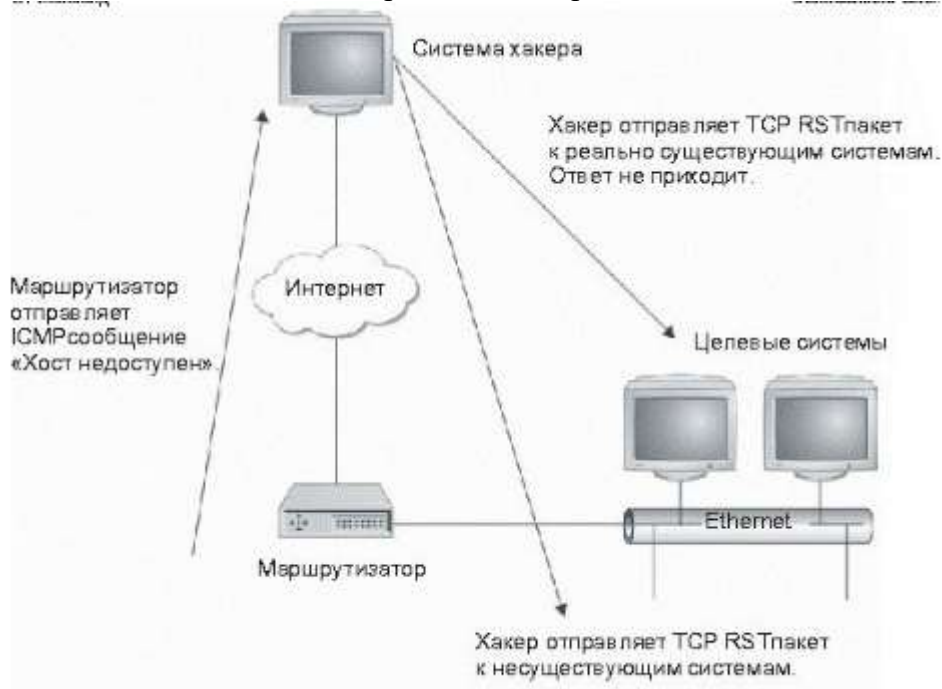 Система хакера
Хакер отправляет TCP RSTпакет
к реально существующим системам.
Ответ не приходит.
Интернет
Маршрутизатор
отправляет
ICMPсообщение
«Хост недоступен».
Целевые системы
Ethernet
Маршрутизатор
Хакер отправляет TCP RSTпакет
к несуществующим системам.